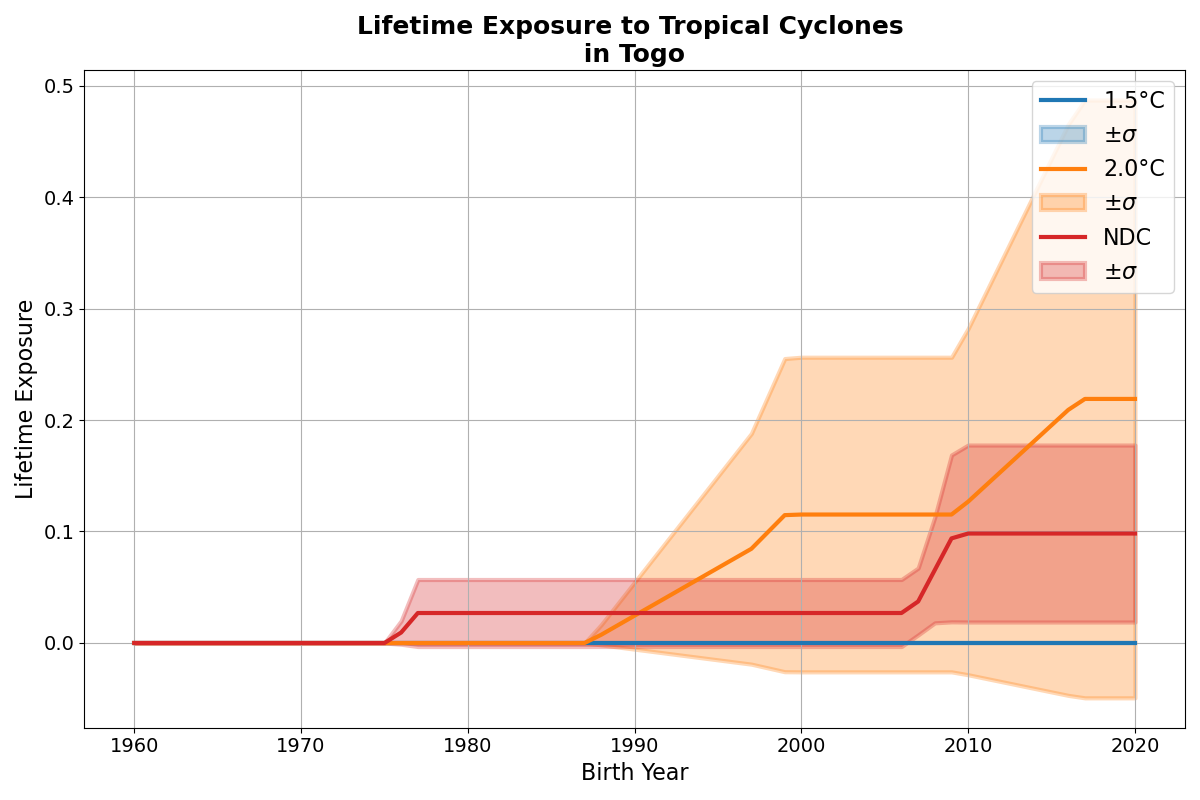 Lifetime Exposure to Tropical Cyclones
in Togo
Lifetime Exposure
0.5
0.4
0.3
0.2
0.1
0.0
1960
1970
1980
1990
2000
2010
2020
Birth Year
1.5°C
±σ
2.0°C
±σ
NDC
±σ